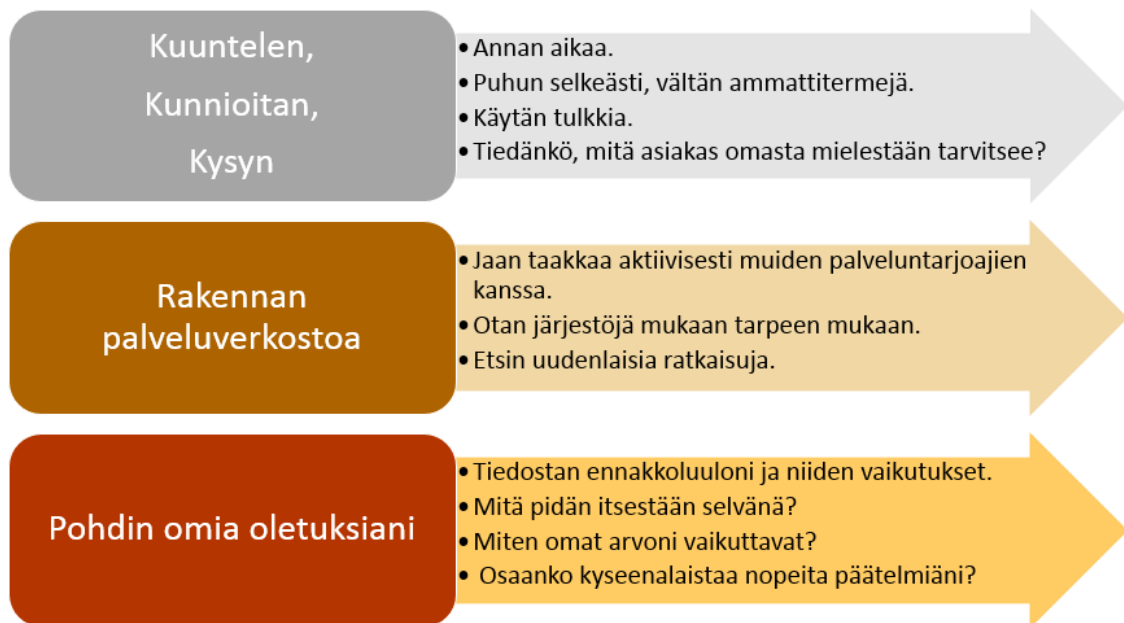 Kuuntelen,
Kunnioitan,
Kysyn
• Annan aikaa.
• Puhun selkeästi, vältän ammattitermejä.
• Käytän tulkkia.
• Tiedänkö, mitä asiakas omasta mielestään tarvitsee?
Rakennan
palveluverkostoa
• Jaan taakkaa aktiivisesti muiden palveluntarjoajien
kanssa.
• Otan järjestöjä mukaan tarpeen mukaan.
• Etsin uudenlaisia ratkaisuja.
Pohdin omia oletuksiani
• Tiedostan ennakkoluuloni ja niiden vaikutukset.
• Mitä pidän itsestään selvänä?
• Miten omat arvoni vaikuttavat?
• Osaanko kyseenalaistaa nopeita päätelmiäni?